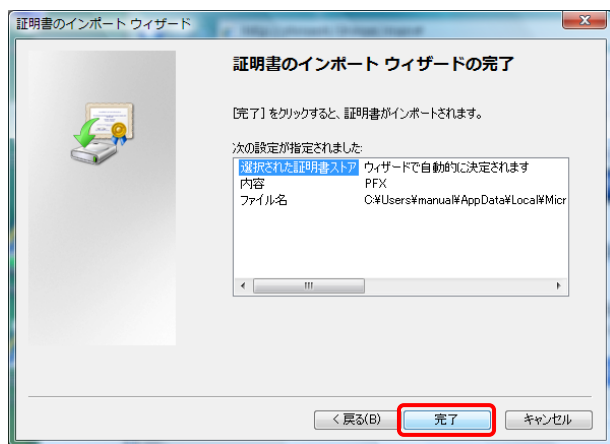 証明書のインポート ウィザード
証明書のインポート ウィザードの完了
[完了] をクリックすると、証明書がインポートされます。
次の設定が指定されました:
選択された証明書ストア ウィザードで自動的に決定されます
内容 PFX
ファイル名 C:¥Users¥manual¥AppData¥Local¥Micr
< 戻る(B) 完了 キャンセル